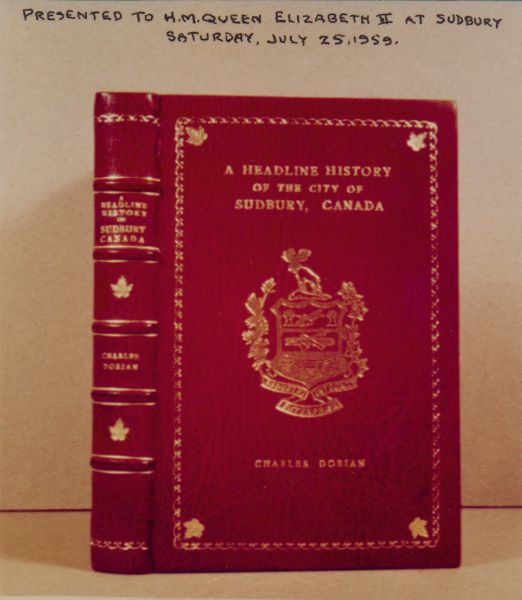 PRESENTED TO H.M. QUEEN ELIZABETH II AT SUDBURY
SATURDAY, JULY 25, 1959.
A
HEADLINE
HISTORY
OF
SUDBURY
CANADA
CHARLES
DORIAN
A HEADLINE HISTORY
OF THE CITY OF
SUDBURY, CANADA
ENTERPRISE
CHARLES DORIAN